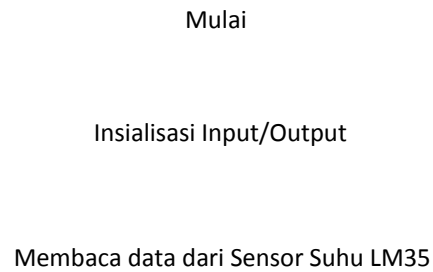 Mulai
Insialisasi Input/Output
Membaca data dari Sensor Suhu LM35